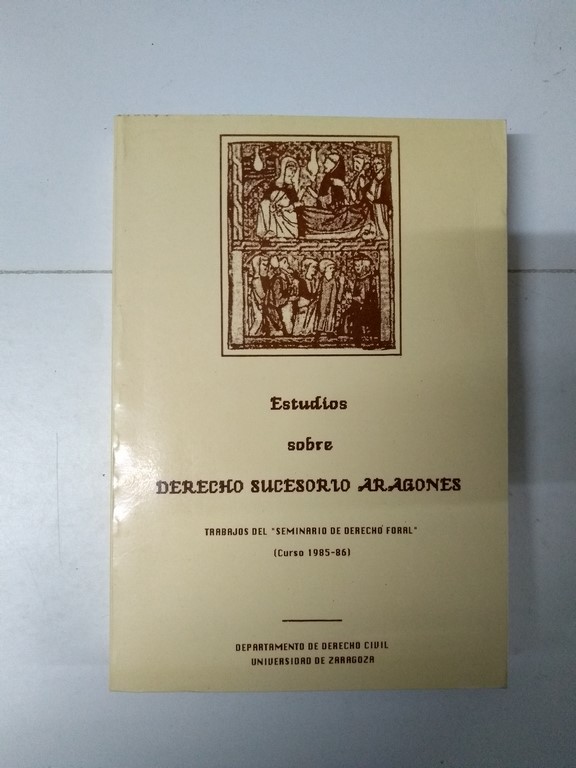 Estudios
sobre
DERECHO SUCESORIO ARAGONES
TRABAJOS DEL "SEMINARIO DE DERECHO FORAL"
(Curso 1985-86)
DEPARTAMENTO DE DERECHO CIVIL
UNIVERSIDAD DE ZARAGOZA